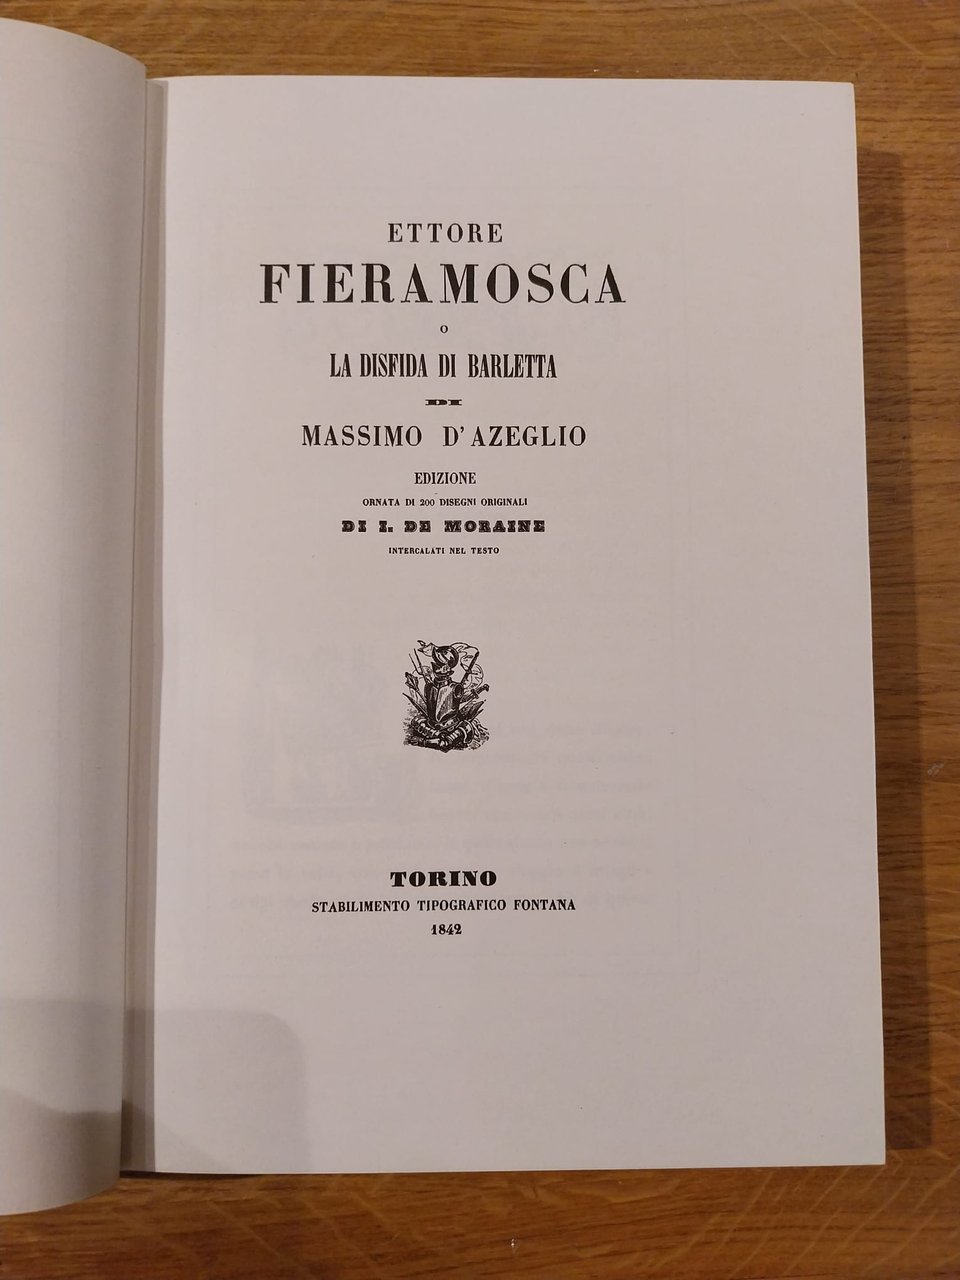 ETTORE
FIERAMOSCA
O
LA DISFIDA DI BARLETTA
DI
MASSIMO D'AZEGLIO
EDIZIONE
ORNATA DI 200 DISEGNI ORIGINALI
DI I. DE MORAINE
INTERCALATI NEL TESTO
TORINO
STABILIMENTO TIPOGRAFICO FONTANA
1842